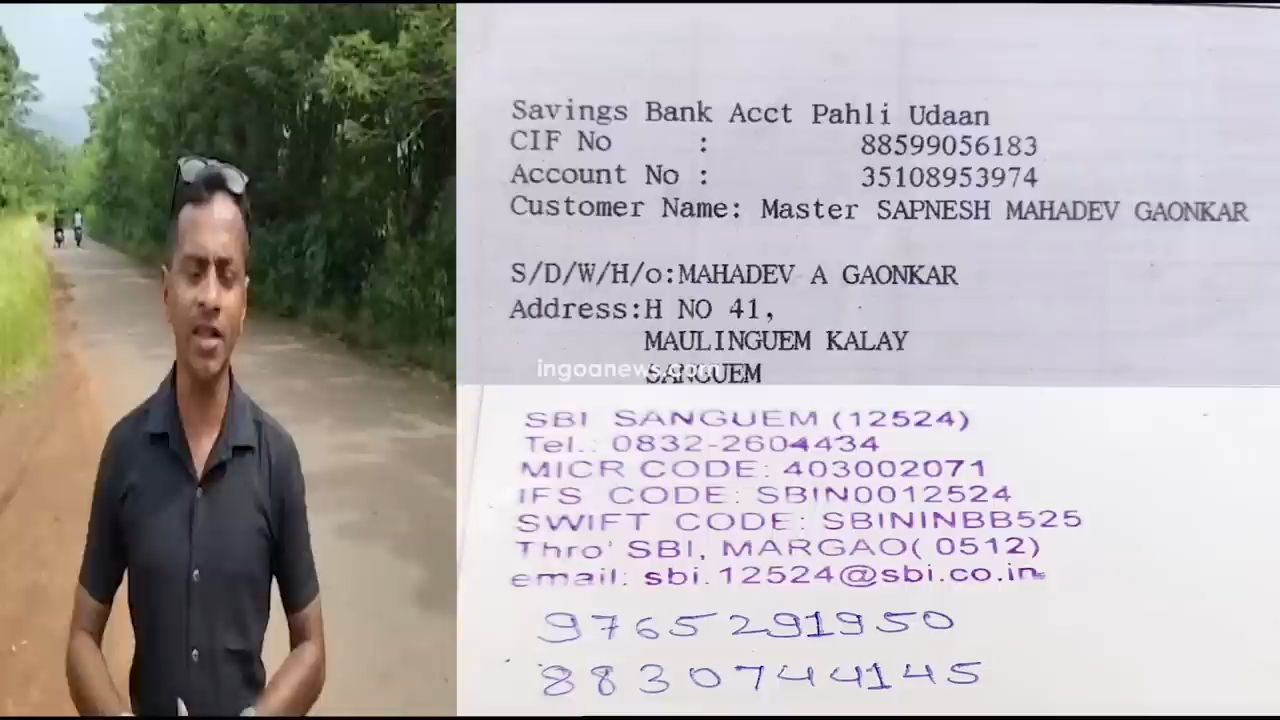 Savings Bank Acct Pahli Udaan
CIF No : 88599056183
Account No : 35108953974
Customer Name: Master SAPNESH MAHADEV GAONKAR
S/D/W/H/o:MAHADEV A GAONKAR
Address:H NO 41,
MAULINGUEM KALAY
ingoanews.com
SANGUEM
SBI SANGUEM (12524)
Tel.: 0832-2604434
MICR CODE: 403002071
IFS CODE: SBIN0012524
SWIFT CODE: SBININBB525
Thro' SBI, MARGAO( 0512)
email: sbi.12524@sbi.co.in
9765291950
8830744145